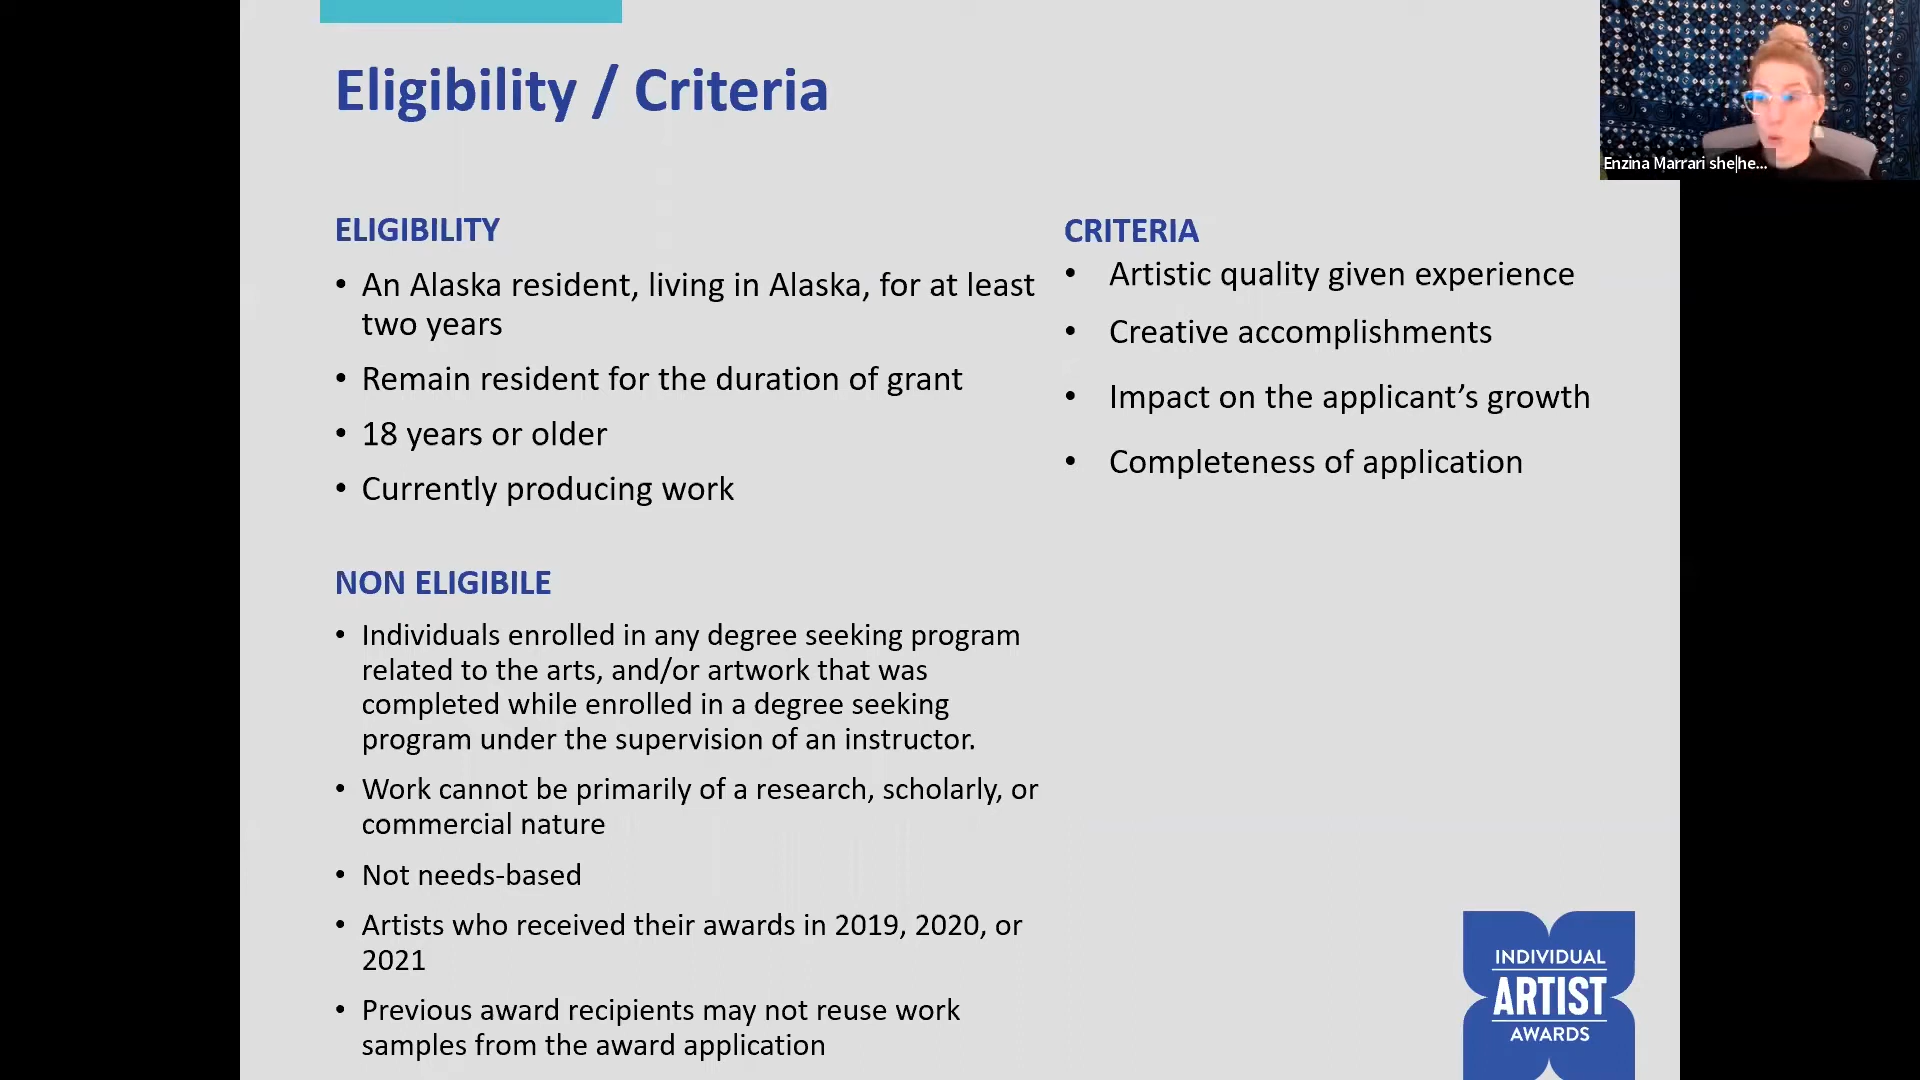 Eligibility / Criteria
Enzina Marrari she|he...
ELIGIBILITY
• An Alaska resident, living in Alaska, for at least
two years
• Remain resident for the duration of grant
• 18 years or older
• Currently producing work
NON ELIGIBILE
• Individuals enrolled in any degree seeking program
related to the arts, and/or artwork that was
completed while enrolled in a degree seeking
program under the supervision of an instructor.
• Work cannot be primarily of a research, scholarly, or
commercial nature
• Not needs-based
• Artists who received their awards in 2019, 2020, or
2021
• Previous award recipients may not reuse work
samples from the award application
CRITERIA
• Artistic quality given experience
• Creative accomplishments
• Impact on the applicant’s growth
• Completeness of application
INDIVIDUAL
ARTIST
AWARDS